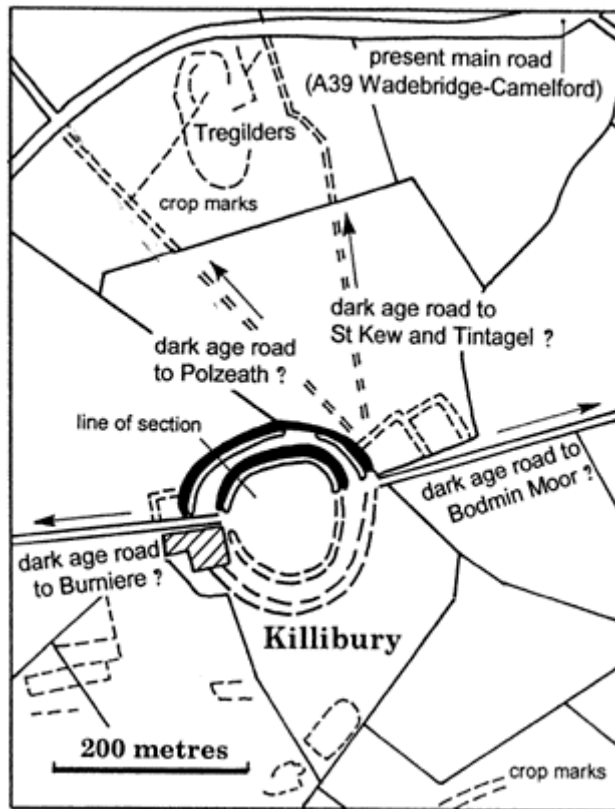 present main road
(A39 Wadebridge-Camelford)
Tregilders
crop marks
dark age road to
St Kew and Tintagel ?
dark age road
to Polzeath ?
line of section
dark age road to
Bodmin Moor ?
dark age road
to Burniere ?
Killibury
200 metres
crop marks